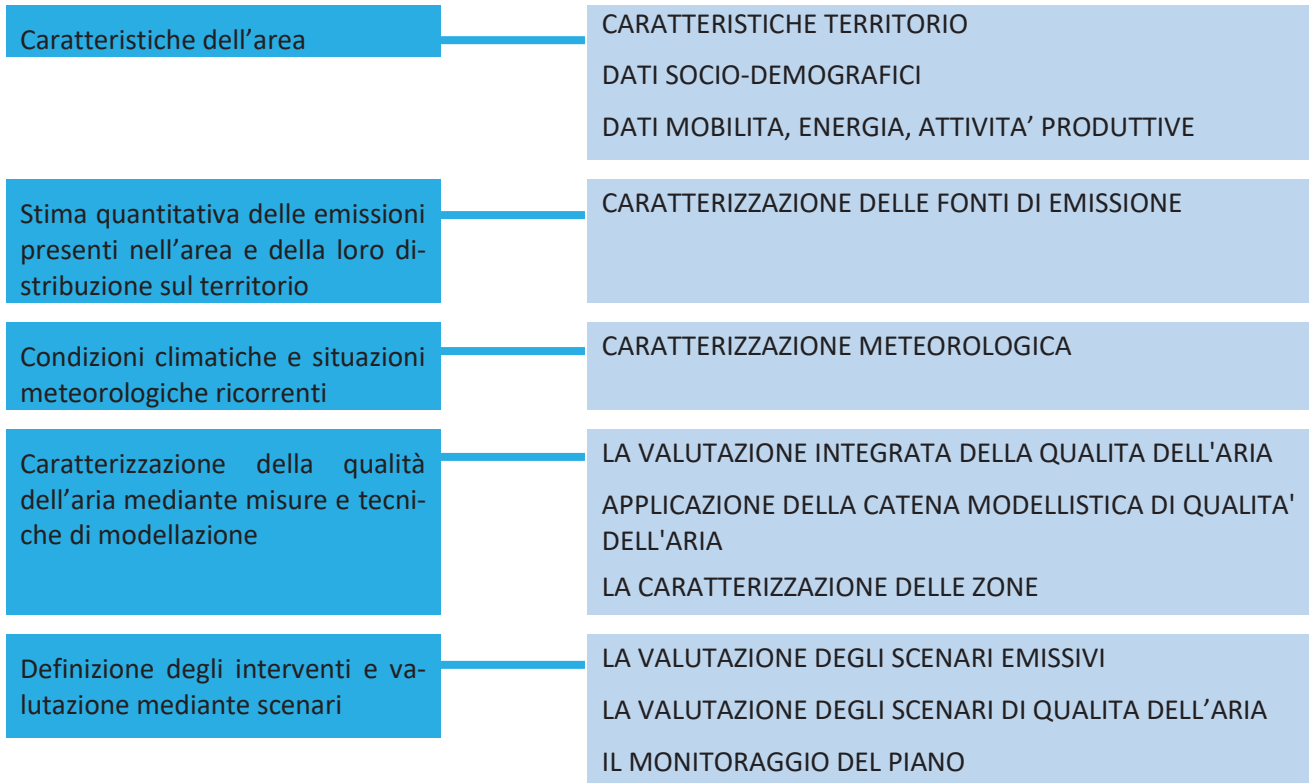 Caratteristiche dell’area
CARATTERISTICHE TERRITORIO
DATI SOCIO-DEMOGRAFICI
DATI MOBILITA, ENERGIA, ATTIVITA’ PRODUTTIVE
Stima quantitativa delle emissioni
presenti nell’area e della loro di-
stribuzione sul territorio
CARATTERIZZAZIONE DELLE FONTI DI EMISSIONE
Condizioni climatiche e situazioni
meteorologiche ricorrenti
CARATTERIZZAZIONE METEOROLOGICA
Caratterizzazione della qualità
dell’aria mediante misure e tecni-
che di modellazione
LA VALUTAZIONE INTEGRATA DELLA QUALITA DELL'ARIA
APPLICAZIONE DELLA CATENA MODELLISTICA DI QUALITA'
DELL'ARIA
LA CARATTERIZZAZIONE DELLE ZONE
Definizione degli interventi e va-
lutazione mediante scenari
LA VALUTAZIONE DEGLI SCENARI EMISSIVI
LA VALUTAZIONE DEGLI SCENARI DI QUALITA DELL’ARIA
IL MONITORAGGIO DEL PIANO